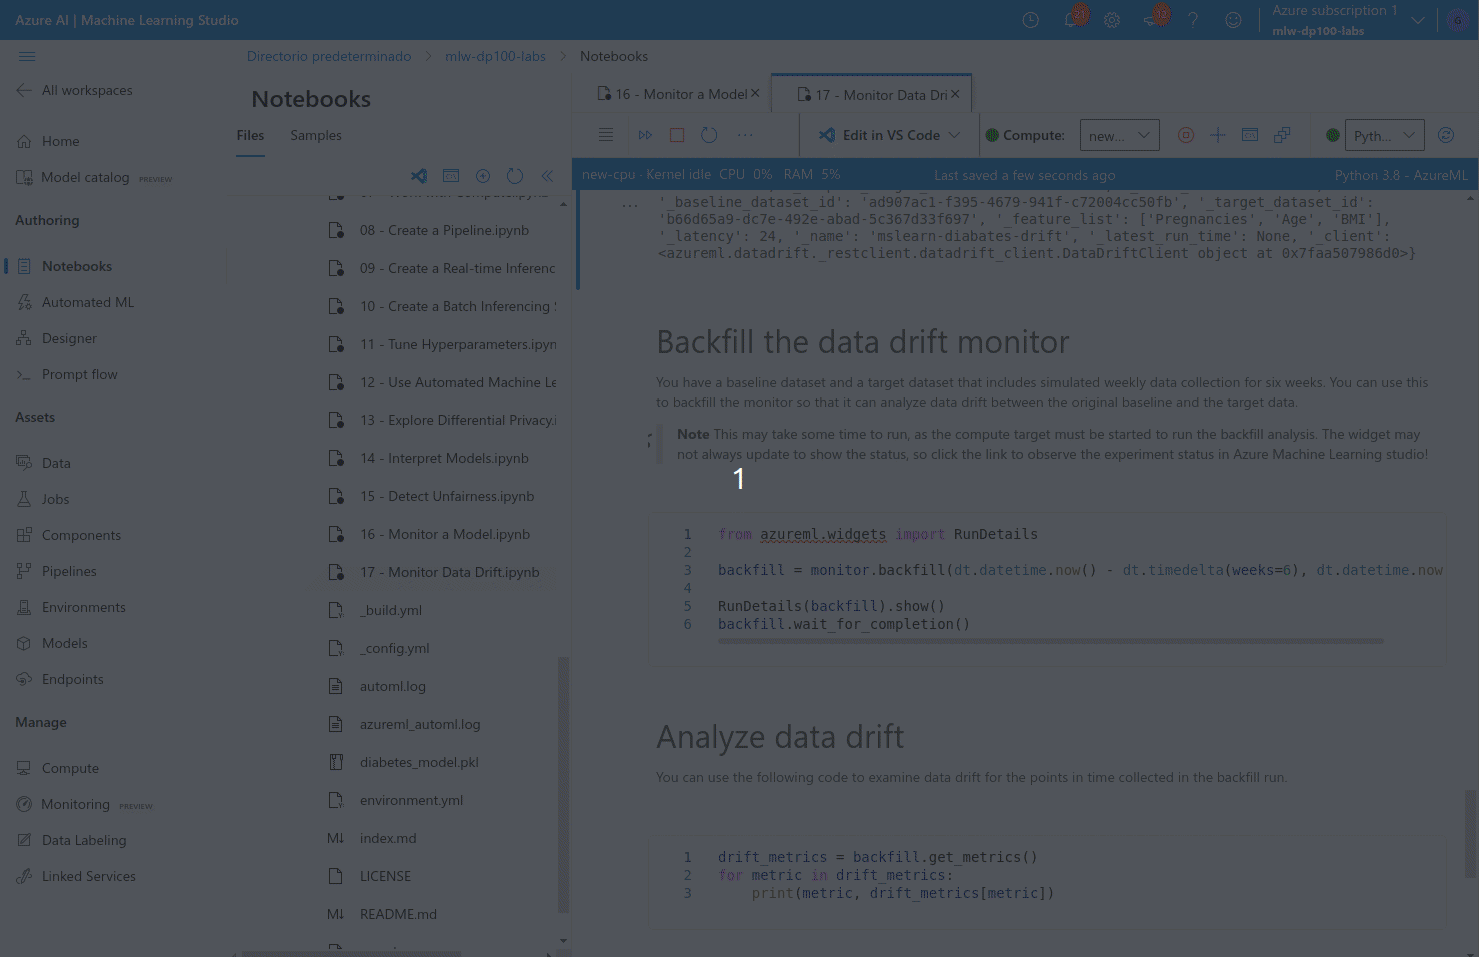 Azure AI | Machine Learning Studio
21
12
Azure subscription 1
mlw-dp100-labs
G
Directorio predeterminado
mlw-dp100-labs
Notebooks
All workspaces
Home
Model catalog PREVIEW
Authoring
Notebooks
Automated ML
Designer
Prompt flow
Assets
Data
Jobs
Components
Pipelines
Environments
Models
Endpoints
Manage
Compute
Monitoring PREVIEW
Data Labeling
Linked Services
Notebooks
Files Samples
08 - Create a Pipeline.ipynb
09 - Create a Real-time Inferenc
10 - Create a Batch Inferencing
11 - Tune Hyperparameters.ipyn
12 - Use Automated Machine Le
13 - Explore Differential Privacy.i
14 - Interpret Models.ipynb
15 - Detect Unfairness.ipynb
16 - Monitor a Model.ipynb
17 - Monitor Data Drift.ipynb
_build.yml
_config.yml
automl.log
azureml_automl.log
diabetes_model.pkl
environment.yml
index.md
LICENSE
README.md
16 - Monitor a Model
17 - Monitor Data Dri
Edit in VS Code
Compute:
new...
Pyth...
new-cpu · Kernel idle CPU 0% RAM 5%
Last saved a few seconds ago
Python 3.8 - AzureML
'_baseline_dataset_id': 'ad907ac1-f395-4679-941f-c72004cc50fb', '_target_dataset_id':
'b66d65a9-dc7e-492e-abad-5c367d33f697', '_feature_list': ['Pregnancies', 'Age', 'BMI'],
'_latency': 24, '_name': 'mslearn-diabates-drift', '_latest_run_time': None, '_client':
<azureml.datadrift._restclient.datadrift_client.DataDriftClient object at 0x7faa507986d0>}
Backfill the data drift monitor
You have a baseline dataset and a target dataset that includes simulated weekly data collection for six weeks. You can use this
to backfill the monitor so that it can analyze data drift between the original baseline and the target data.
Note This may take some time to run, as the compute target must be started to run the backfill analysis. The widget may
not always update to show the status, so click the link to observe the experiment status in Azure Machine Learning studio!
1
1 from azureml.widgets import RunDetails
2
3 backfill = monitor.backfill(dt.datetime.now() - dt.timedelta(weeks=6), dt.datetime.now
4
5 RunDetails(backfill).show()
6 backfill.wait_for_completion()
Analyze data drift
You can use the following code to examine data drift for the points in time collected in the backfill run.
1 drift_metrics = backfill.get_metrics()
2 for metric in drift_metrics:
3 print(metric, drift_metrics[metric])